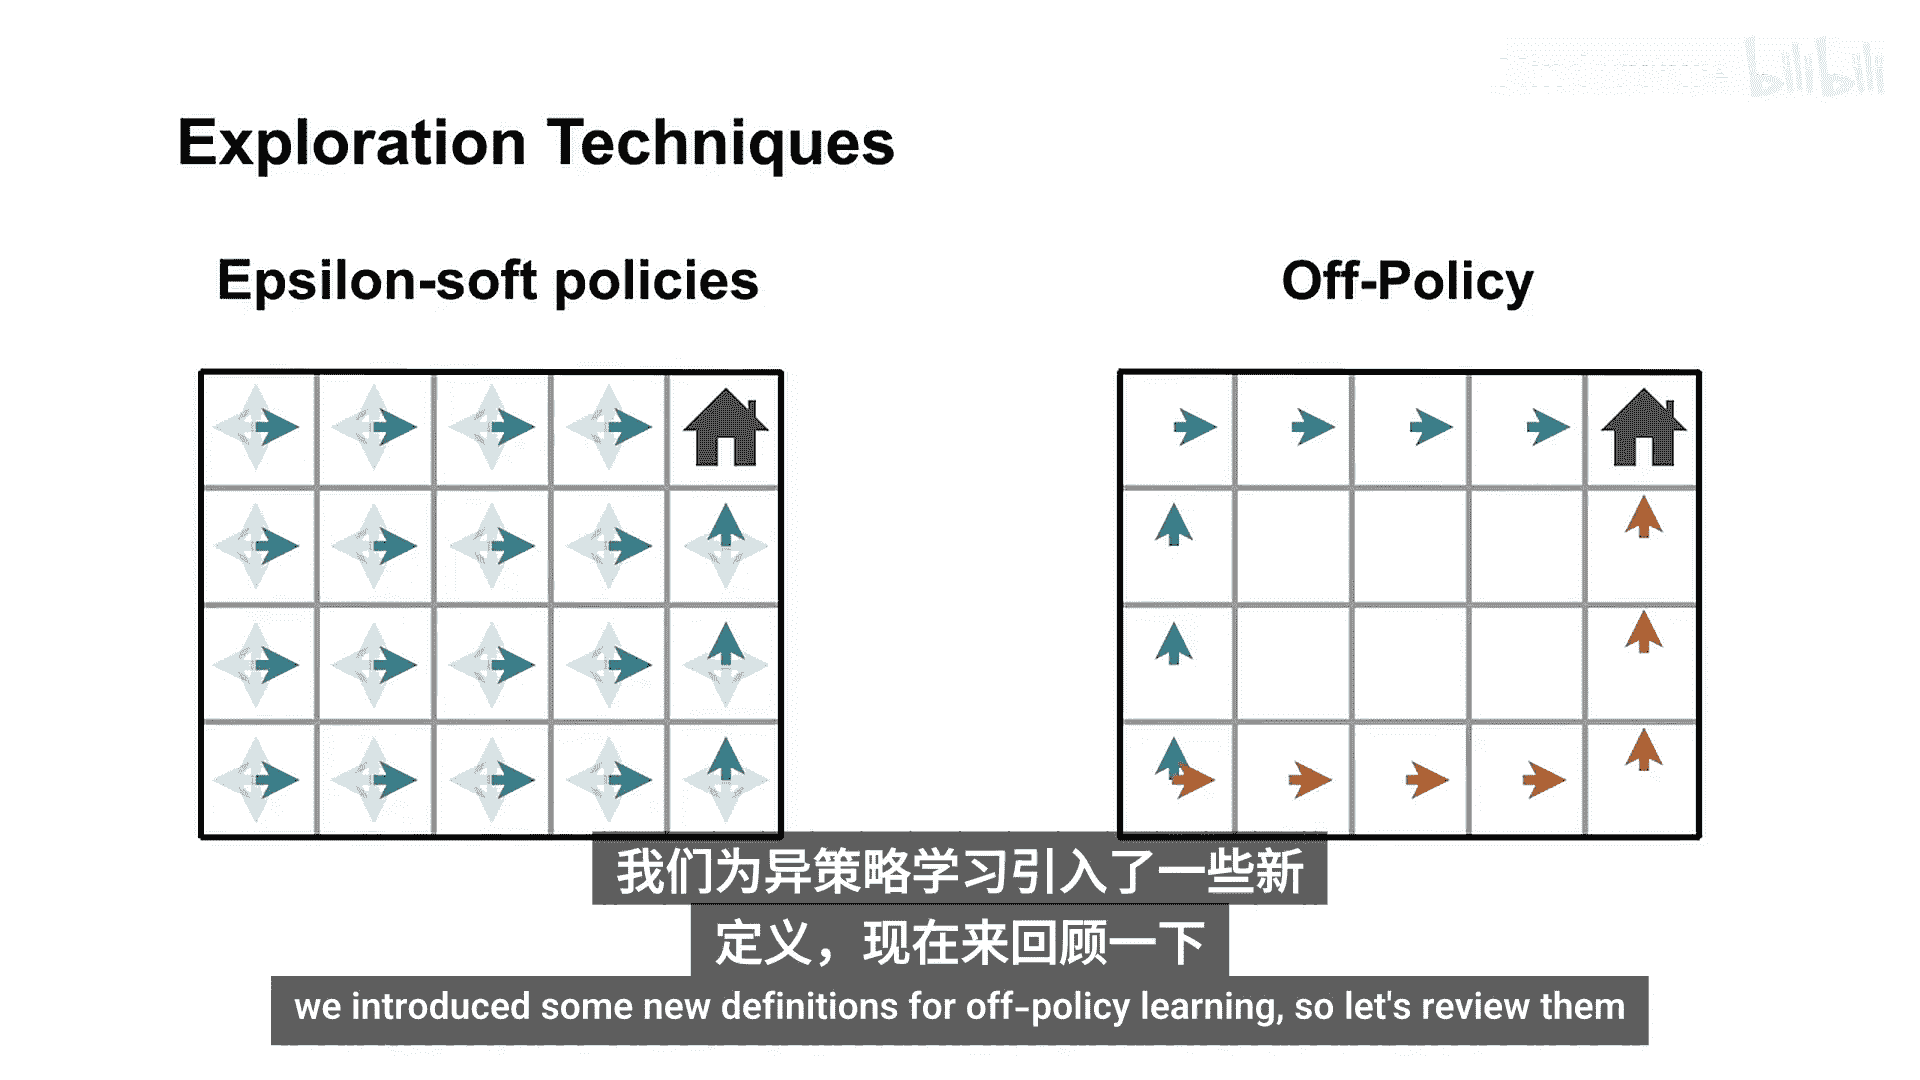 bilibili
Exploration Techniques
Epsilon-soft policies
Off-Policy
我们为异策略学习引入了一些新
定义，现在来回顾一下
we introduced some new definitions for off-policy learning, so let's review them